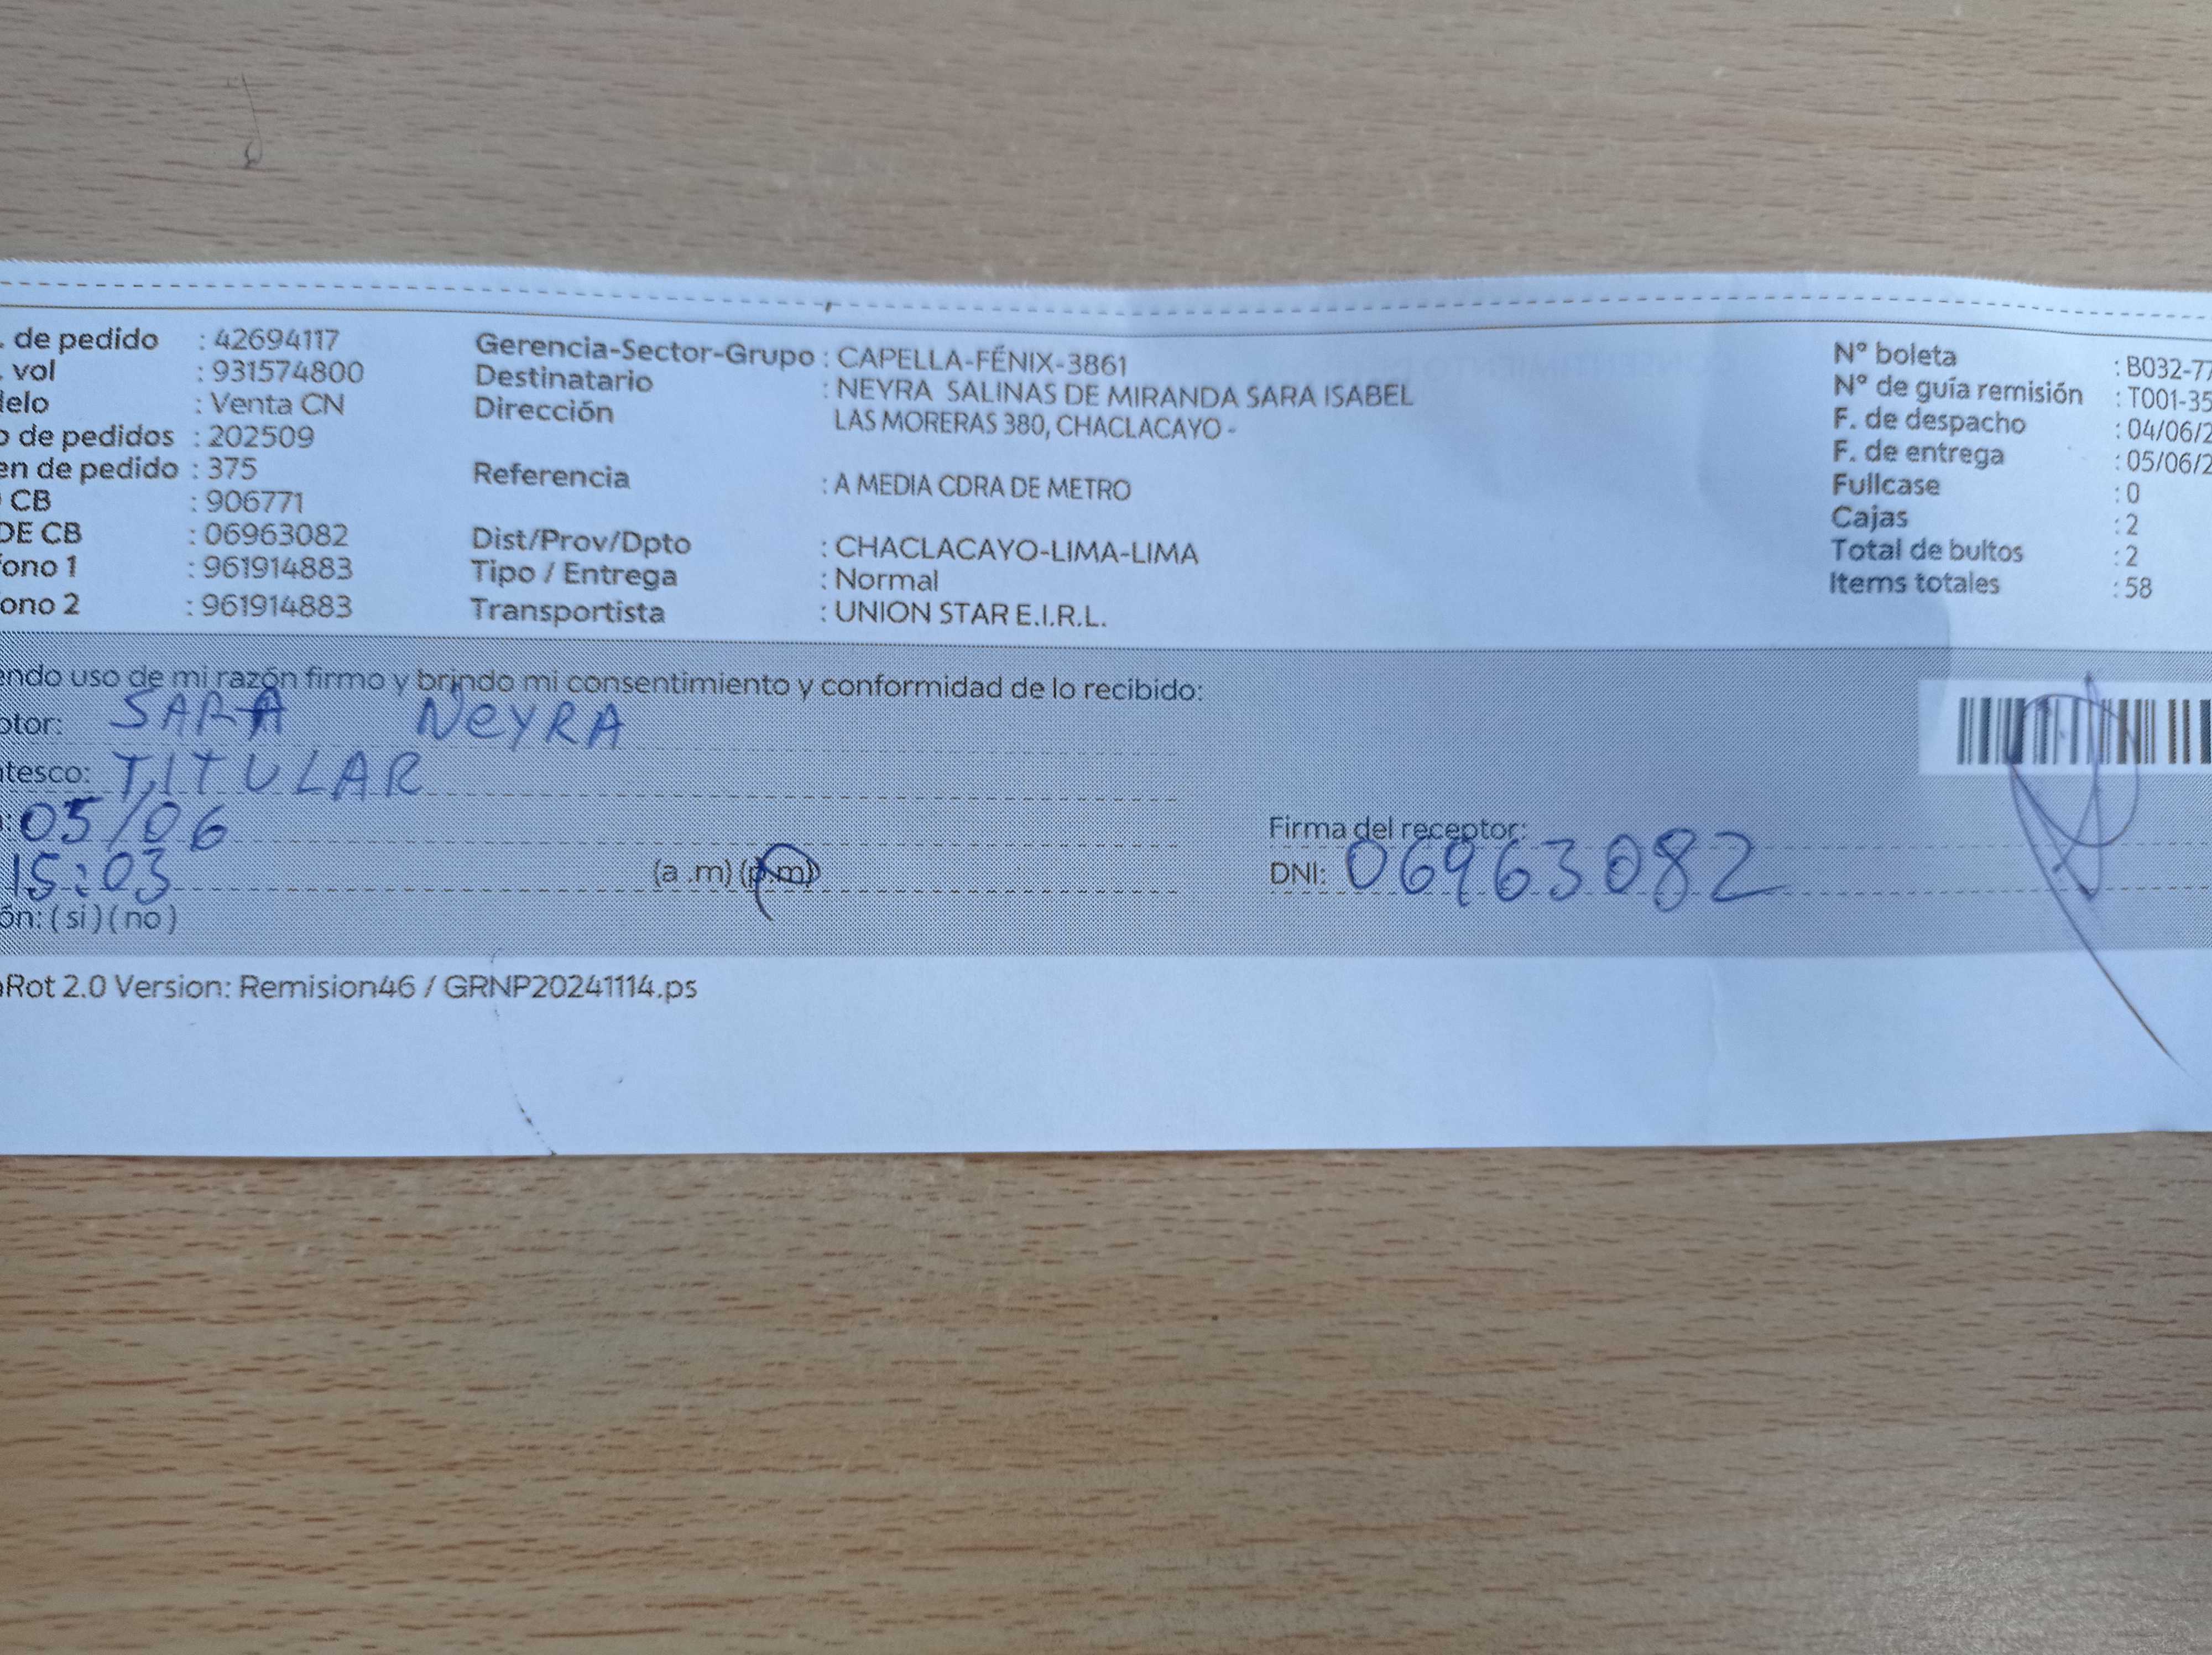 . de pedido : 42694117
. vol : 931574800
delo : Venta CN
o de pedidos : 202509
en de pedido : 375
CB : 906771
DE CB : 06963082
fono 1 : 961914883
fono 2 : 961914883
Gerencia-Sector-Grupo : CAPELLA-FÉNIX-3861
Destinatario : NEYRA SALINAS DE MIRANDA SARA ISABEL
Dirección LAS MORERAS 380, CHACLACAYO -
Referencia : A MEDIA CDRA DE METRO
Dist/Prov/Dpto : CHACLACAYO-LIMA-LIMA
Tipo / Entrega : Normal
Transportista : UNION STAR E.I.R.L.
N° boleta : B032-77
N° de guía remisión : T001-35
F. de despacho : 04/06/2
F. de entrega : 05/06/2
Fullcase : 0
Cajas : 2
Total de bultos : 2
Items totales : 58
endo uso de mi razón firmo y brindo mi consentimiento y conformidad de lo recibido:
ptor: SARA NeyRA
ntesco: TITULAR
: 05/06
15:03 (a .m) (p.m)
ón: ( si ) ( no )
Firma del receptor:
DNI: 06963082
Rot 2.0 Version: Remision46 / GRNP20241114.ps